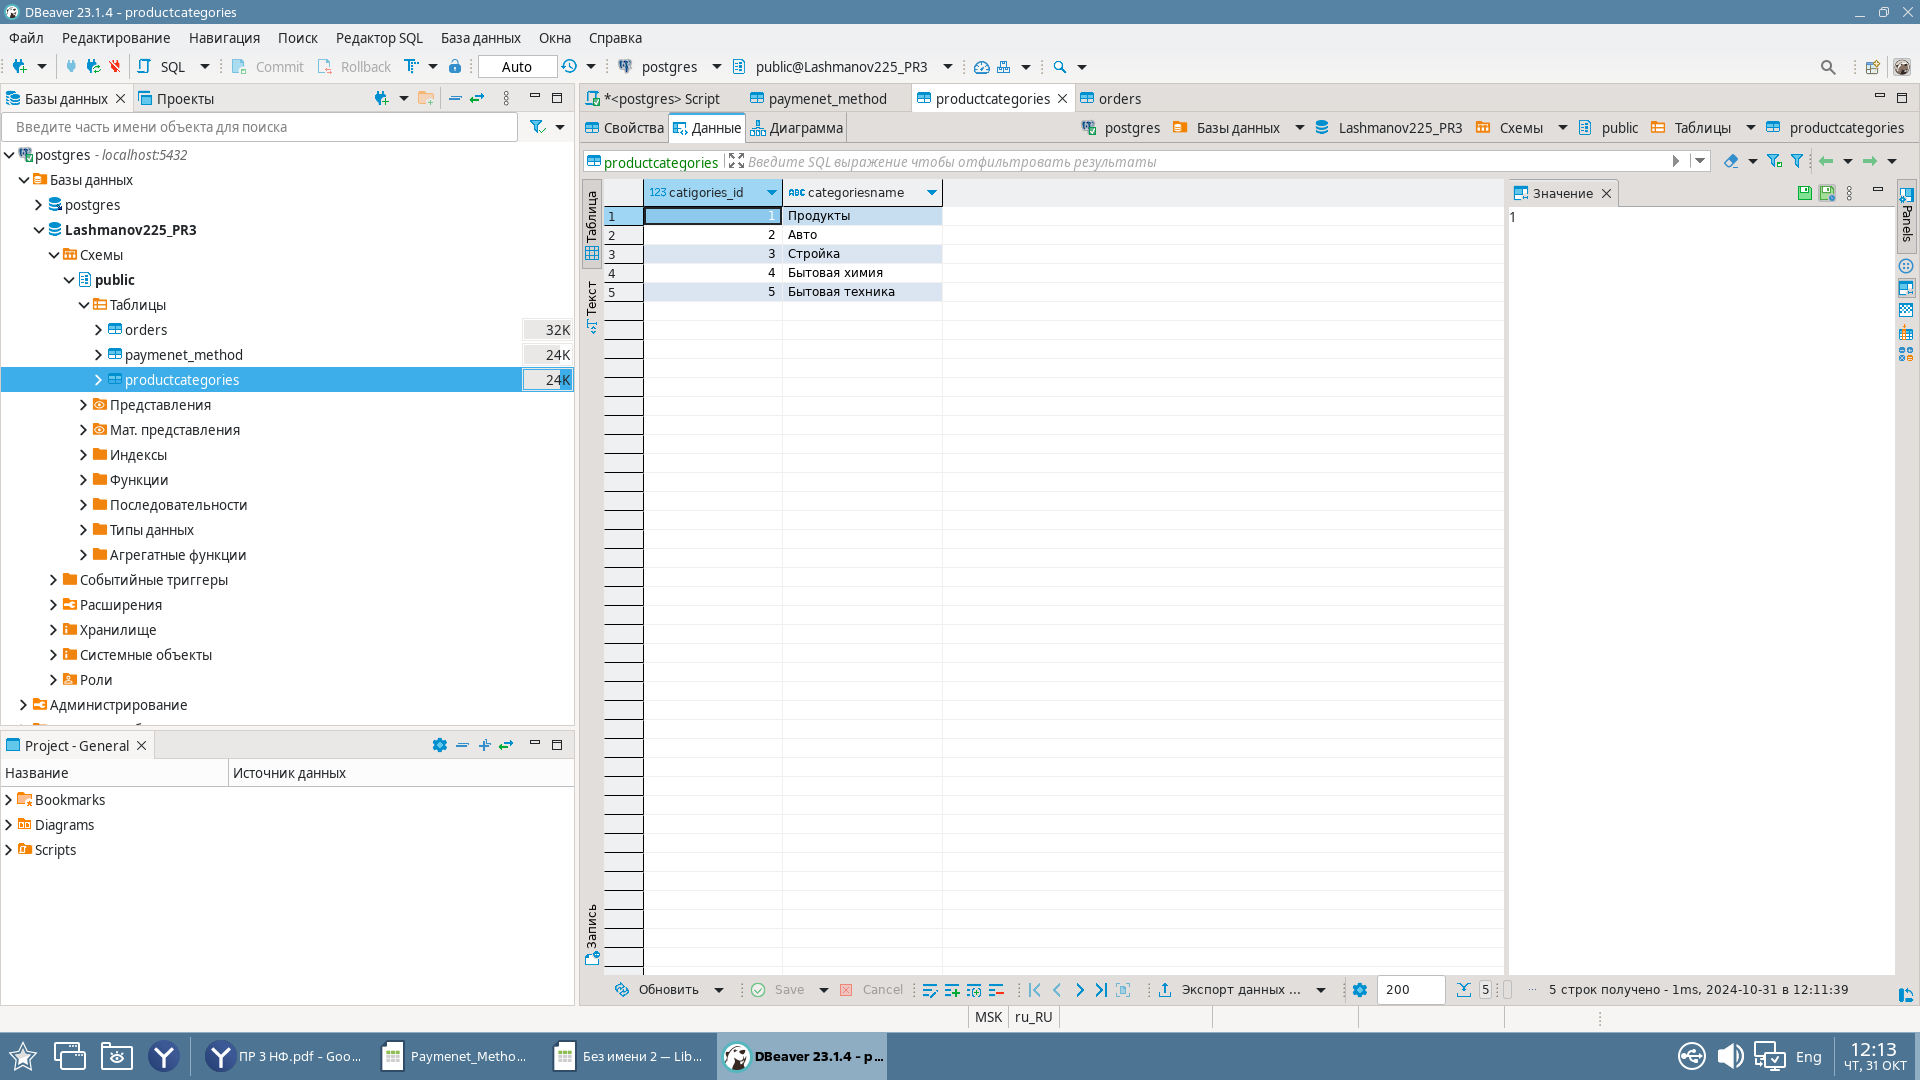 DBeaver 23.1.4 - productcategories
Файл Редактирование Навигация Поиск Редактор SQL База данных Окна Справка
SQL Commit Rollback Auto postgres public@Lashmanov225_PR3
Базы данных Проекты
Введите часть имени объекта для поиска
postgres - localhost:5432
Базы данных
postgres
Lashmanov225_PR3
Схемы
public
Таблицы
orders 32K
paymenet_method 24K
productcategories 24K
Представления
Мат. представления
Индексы
Функции
Последовательности
Типы данных
Агрегатные функции
Событийные триггеры
Расширения
Хранилище
Системные объекты
Роли
Администрирование
Project - General
Название Источник данных
Bookmarks
Diagrams
Scripts
*<postgres> Script paymenet_method productcategories orders
Свойства Данные Диаграмма postgres Базы данных Lashmanov225_PR3 Схемы public Таблицы productcategories
productcategories Введите SQL выражение чтобы отфильтровать результаты
Таблица
Текст
Запись
123 catigories_id ABC categoriesname
1 1 Продукты
2 2 Авто
3 3 Стройка
4 4 Бытовая химия
5 5 Бытовая техника
Значение
1
Panels
Обновить Save Cancel Экспорт данных ... 200 5 5 строк получено - 1ms, 2024-10-31 в 12:11:39
MSK ru_RU
ПР 3 НФ.pdf - Goo... Paymenet_Metho... Без имени 2 — Lib... DBeaver 23.1.4 - p... Eng 12:13
ЧТ, 31 ОКТ